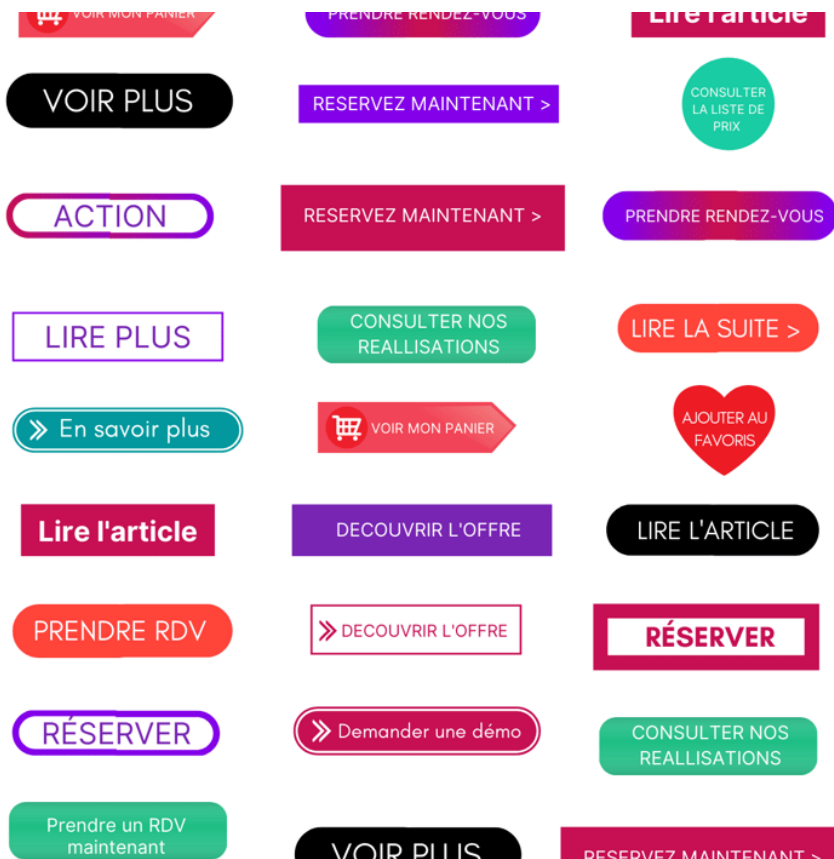 VOIR MON PANIER
PRENDRE RENDEZ-VOUS
Lire l'article
VOIR PLUS
RESERVEZ MAINTENANT >
CONSULTER
LA LISTE DE
PRIX
ACTION
RESERVEZ MAINTENANT >
PRENDRE RENDEZ-VOUS
LIRE PLUS
CONSULTER NOS
REALLISATIONS
LIRE LA SUITE >
En savoir plus
VOIR MON PANIER
AJOUTER AU
FAVORIS
Lire l'article
DECOUVRIR L'OFFRE
LIRE L'ARTICLE
PRENDRE RDV
DECOUVRIR L'OFFRE
RÉSERVER
RÉSERVER
Demander une démo
CONSULTER NOS
REALLISATIONS
Prendre un RDV
maintenant
VOIR PLUS
RESERVEZ MAINTENANT >